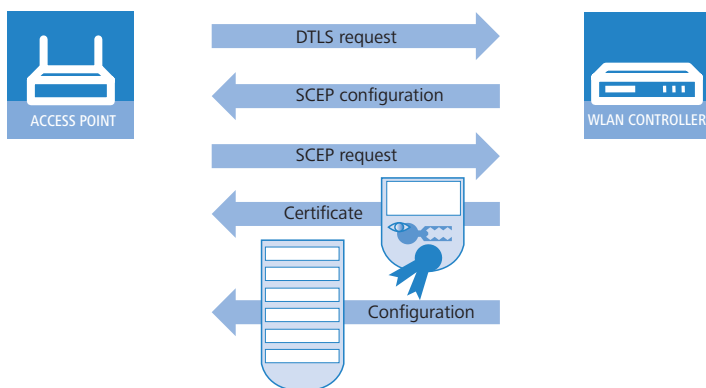 DTLS request
SCEP configuration
ACCESS POINT
WLAN CONTROLLER
SCEP request
Certificate
Configuration